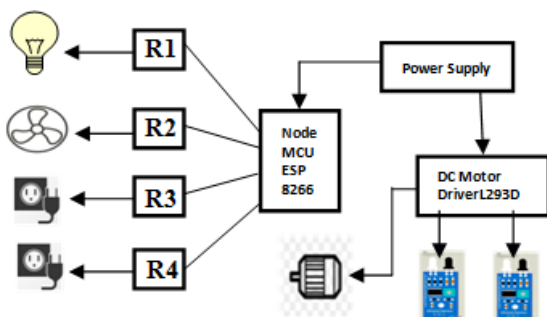 R1
R2
R3
R4
Node
MCU
ESP
8266
Power Supply
DC Motor
DriverL293D